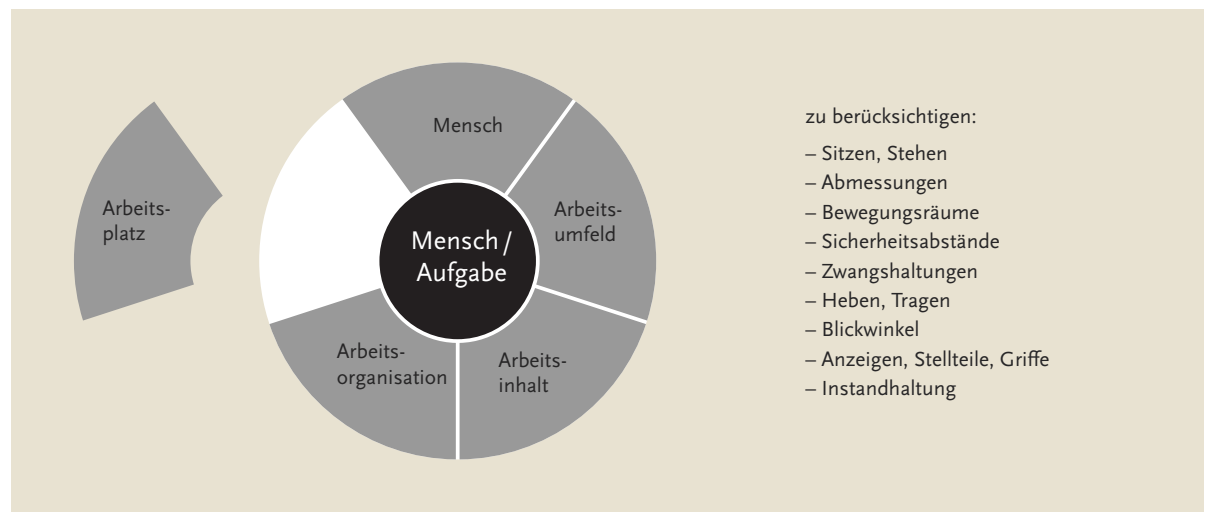 Arbeits-
platz
Mensch
Arbeits-
umfeld
Mensch /
Aufgabe
Arbeits-
organisation
Arbeits-
inhalt
zu berücksichtigen:
– Sitzen, Stehen
– Abmessungen
– Bewegungsräume
– Sicherheitsabstände
– Zwangshaltungen
– Heben, Tragen
– Blickwinkel
– Anzeigen, Stellteile, Griffe
– Instandhaltung